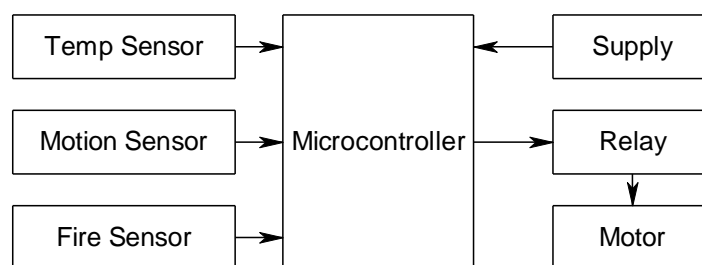 Temp Sensor
Supply
Motion Sensor
Microcontroller
Relay
Fire Sensor
Motor